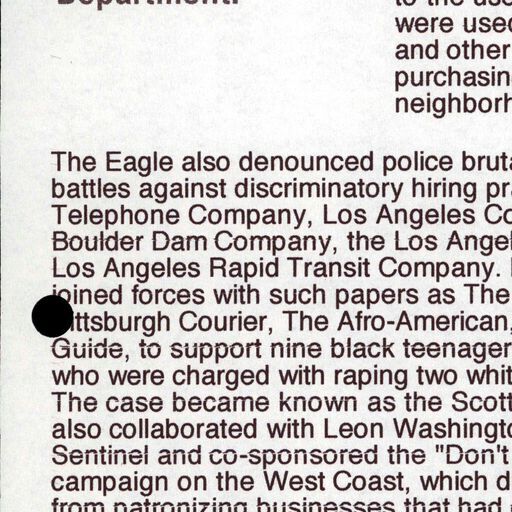 Department.
to the use
were used
and other
purchasin
neighborh
The Eagle also denounced police bruta
battles against discriminatory hiring pra
Telephone Company, Los Angeles Co
Boulder Dam Company, the Los Angel
Los Angeles Rapid Transit Company.
joined forces with such papers as The
Pittsburgh Courier, The Afro-American,
Guide, to support nine black teenager
who were charged with raping two whit
The case became known as the Scott
also collaborated with Leon Washingto
Sentinel and co-sponsored the "Don't
campaign on the West Coast, which d
from patronizing businesses that had